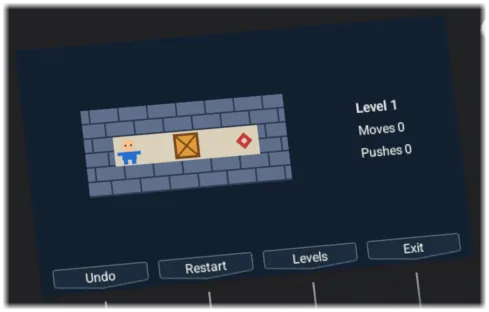 Level 1
Moves 0
Pushes 0
Undo
Restart
Levels
Exit